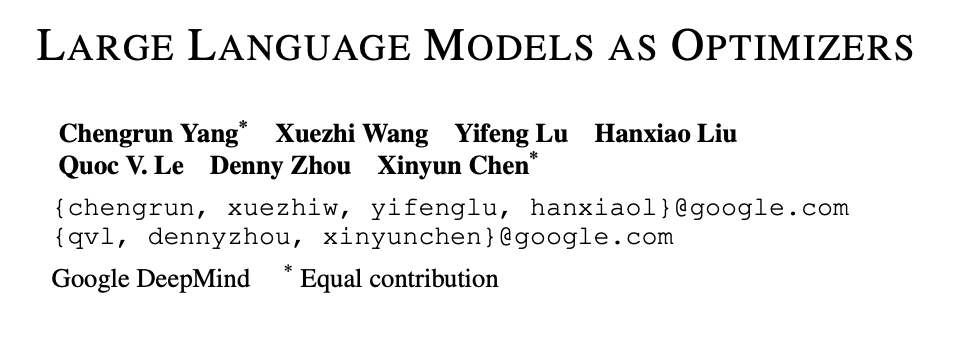 LARGE LANGUAGE MODELS AS OPTIMIZERS
Chengrun Yang* Xuezhi Wang Yifeng Lu Hanxiao Liu
Quoc V. Le Denny Zhou Xinyun Chen*
{chengrun, xuezhiw, yifenglu, hanxiaol}@google.com
{qvl, dennyzhou, xinyunchen}@google.com
Google DeepMind * Equal contribution